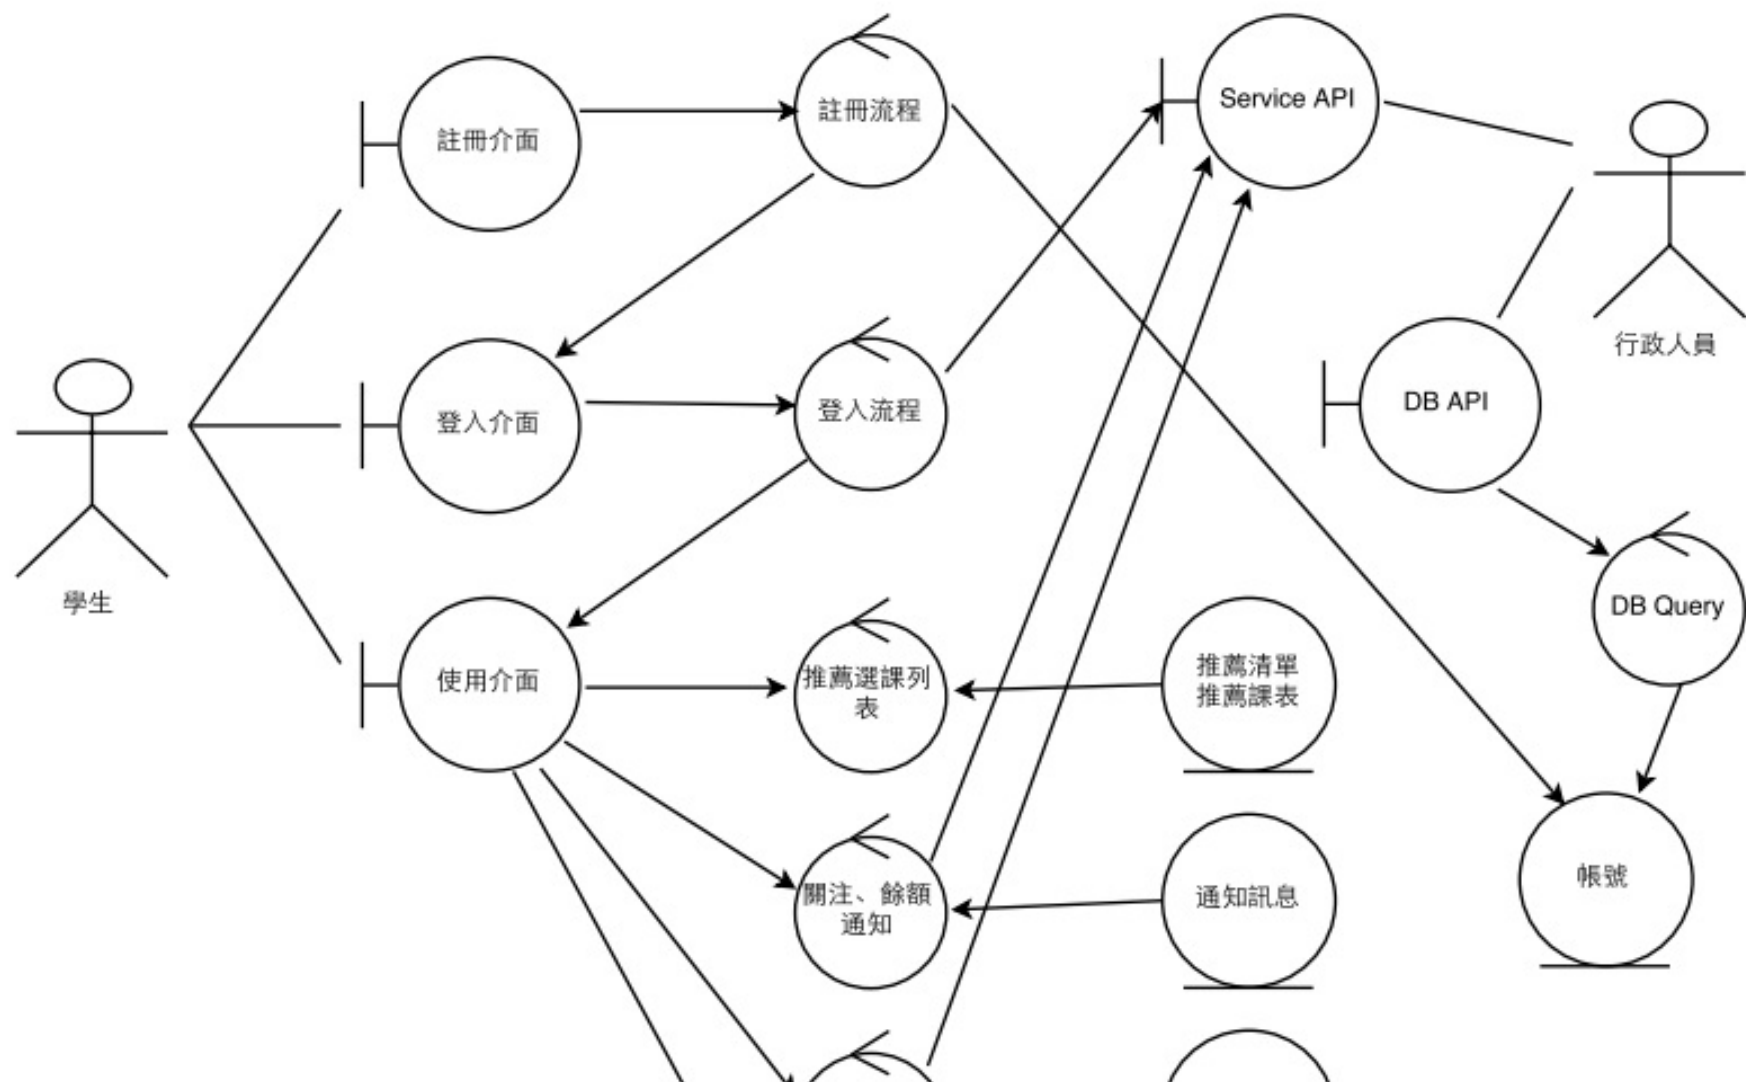 註冊介面
註冊流程
Service API
行政人員
登入介面
登入流程
DB API
學生
DB Query
使用介面
推薦選課列
表
推薦清單
推薦課表
關注、餘額
通知
通知訊息
帳號